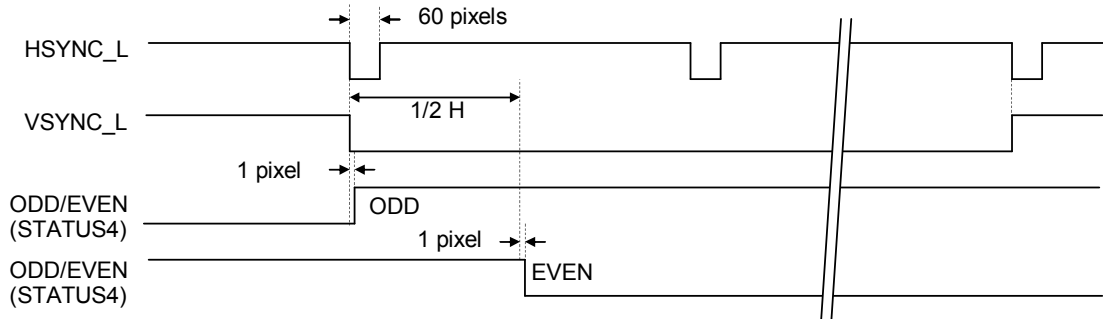 60 pixels
HSYNC_L
1/2 H
VSYNC_L
1 pixel
ODD/EVEN
(STATUS4)
ODD
1 pixel
ODD/EVEN
(STATUS4)
EVEN